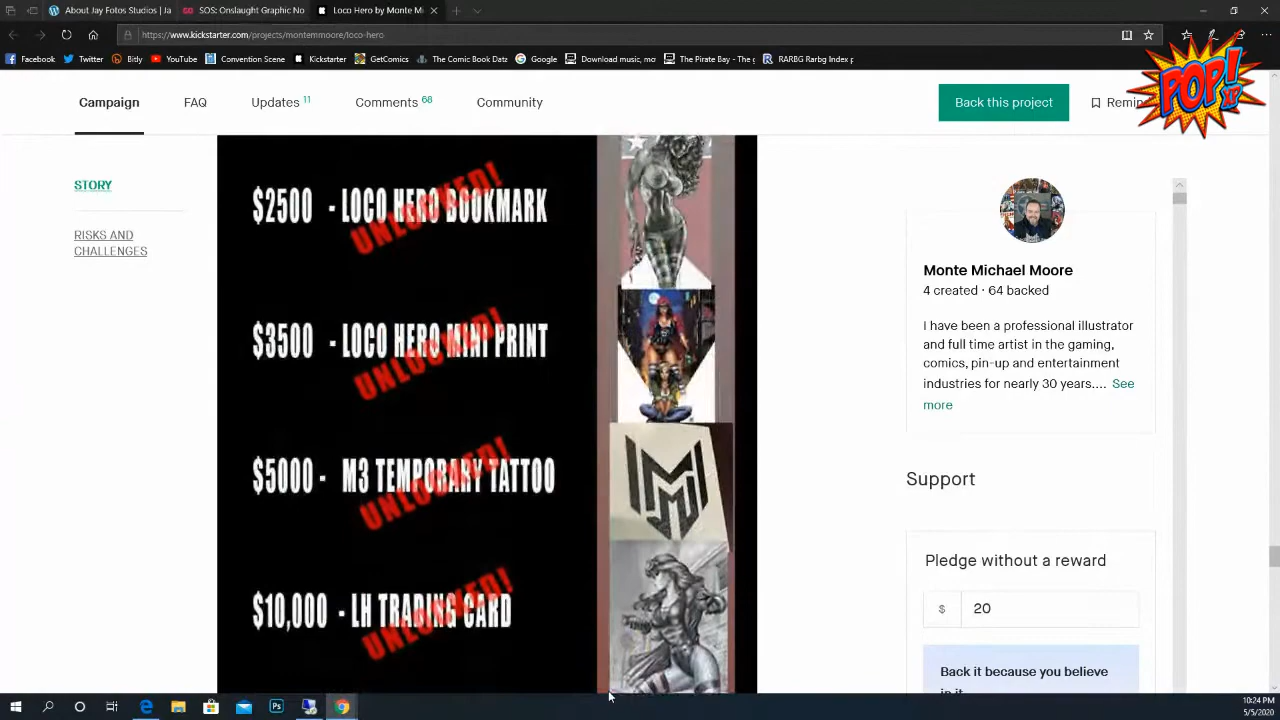 About Jay Fotos Studios | Ja
SOS: Onslaught Graphic No
Loco Hero by Monte Mi
https://www.kickstarter.com/projects/montemmoore/loco-hero
Facebook
Twitter
Bitly
YouTube
Convention Scene
Kickstarter
GetComics
The Comic Book Datz
Google
Download music, mo
The Pirate Bay - The g
RARBG Rarbg Index p
POP!
XP
Campaign
FAQ
Updates 11
Comments 68
Community
Back this project
STORY
RISKS AND
CHALLENGES
$2500 - LOCO HERO BOOKMARK
UNLOCKED!
$3500 - LOCO HERO MINI PRINT
UNLOCKED!
$5000 - M3 TEMPORARY TATTOO
UNLOCKED!
$10,000 - LH TRADING CARD
UNLOCKED!
Monte Michael Moore
4 created · 64 backed
I have been a professional illustrator
and full time artist in the gaming,
comics, pin-up and entertainment
industries for nearly 30 years.... See
more
Support
Pledge without a reward
$ 20
Back it because you believe
in it.
10:24 PM
5/5/2020